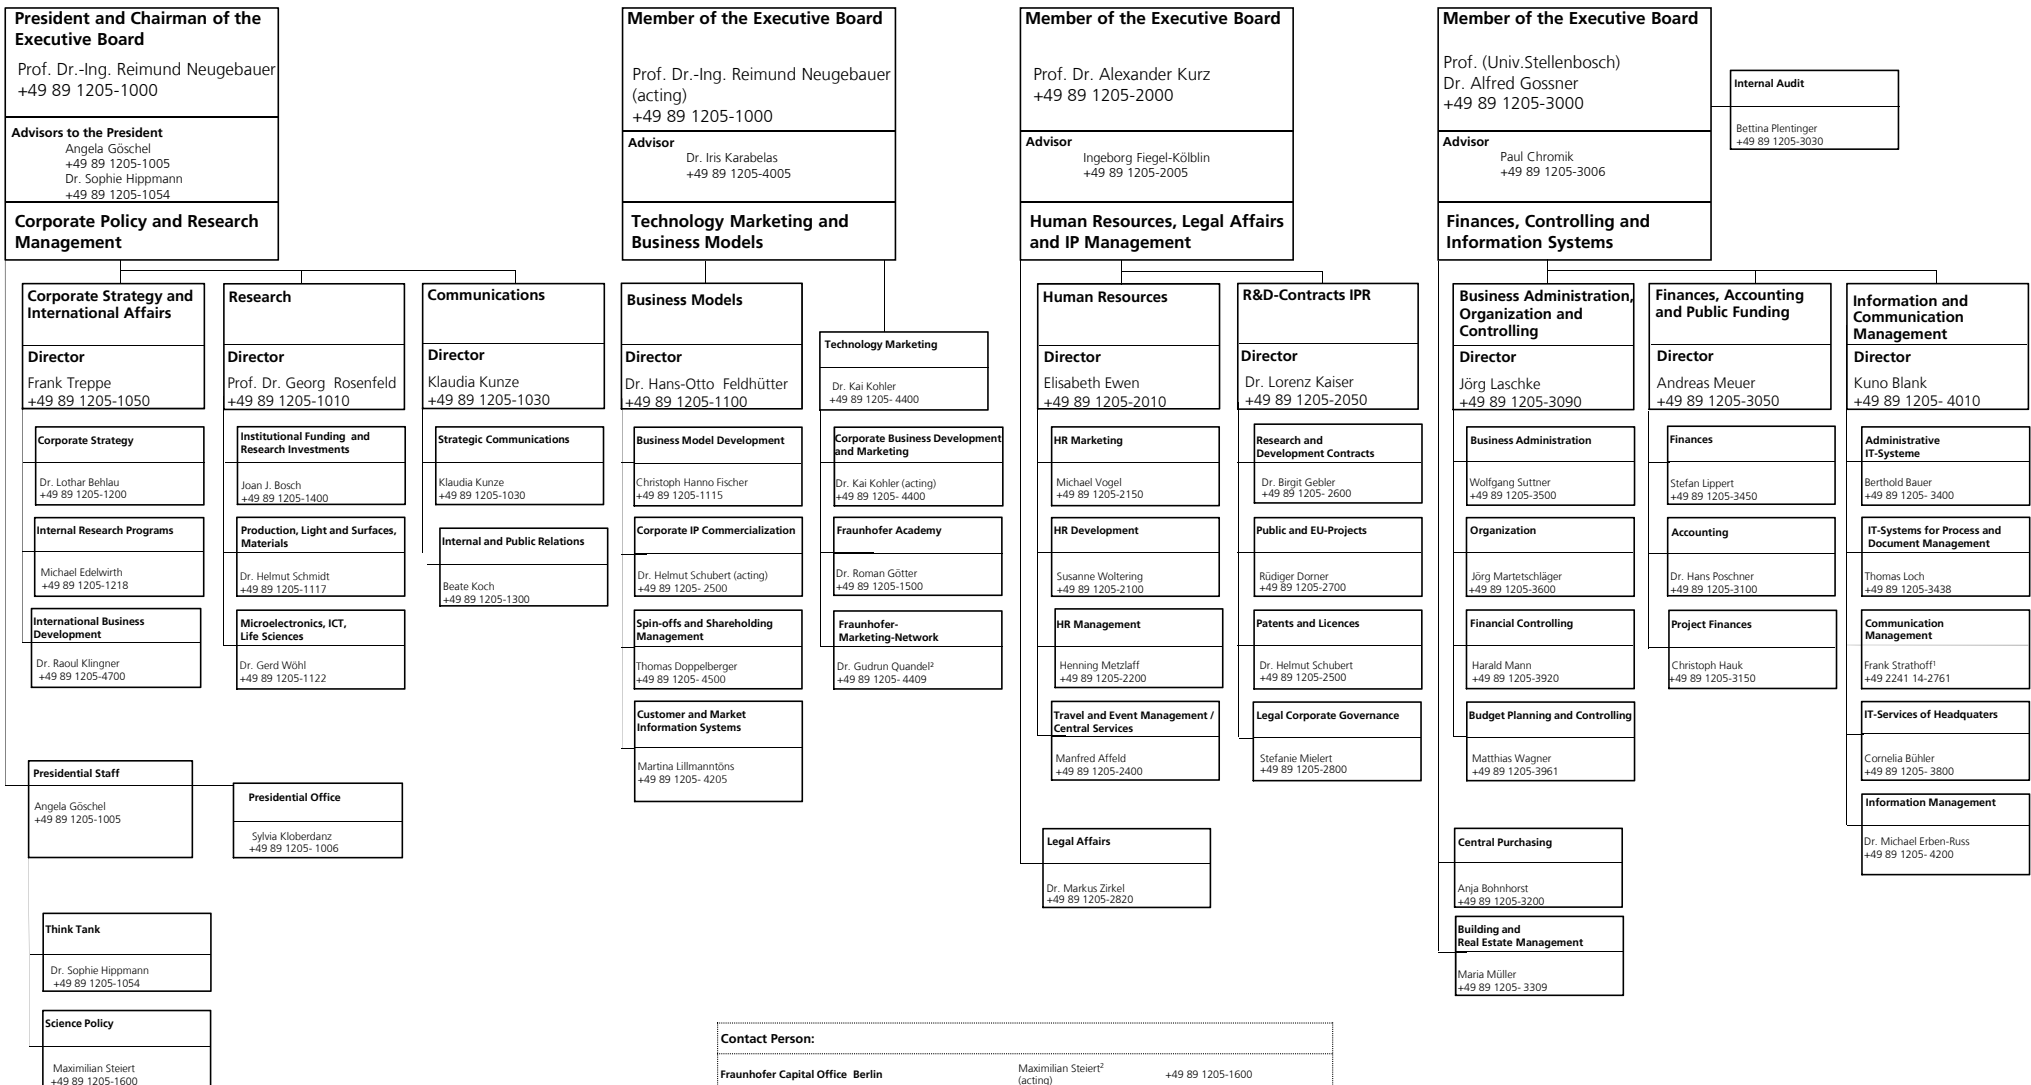 President and Chairman of the
Executive Board
Prof. Dr.-Ing. Reimund Neugebauer
+49 89 1205-1000
Advisors to the President
Angela Göschel
+49 89 1205-1005
Dr. Sophie Hippmann
+49 89 1205-1054
Corporate Policy and Research
Management
Member of the Executive Board
Prof. Dr.-Ing. Reimund Neugebauer
(acting)
+49 89 1205-1000
Advisor
Dr. Iris Karabelas
+49 89 1205-4005
Technology Marketing and
Business Models
Member of the Executive Board
Prof. Dr. Alexander Kurz
+49 89 1205-2000
Advisor
Ingeborg Fiegel-Kölblin
+49 89 1205-2005
Human Resources, Legal Affairs
and IP Management
Member of the Executive Board
Prof. (Univ.Stellenbosch)
Dr. Alfred Gossner
+49 89 1205-3000
Advisor
Paul Chromik
+49 89 1205-3006
Finances, Controlling and
Information Systems
Internal Audit
Bettina Plentinger
+49 89 1205-3030
Corporate Strategy and
International Affairs
Director
Frank Treppe
+49 89 1205-1050
Corporate Strategy
Dr. Lothar Behlau
+49 89 1205-1200
Internal Research Programs
Michael Edelwirth
+49 89 1205-1218
International Business
Development
Dr. Raoul Klingner
+49 89 1205-4700
Research
Director
Prof. Dr. Georg Rosenfeld
+49 89 1205-1010
Institutional Funding and
Research Investments
Joan J. Bosch
+49 89 1205-1400
Production, Light and Surfaces,
Materials
Dr. Helmut Schmidt
+49 89 1205-1117
Microelectronics, ICT,
Life Sciences
Dr. Gerd Wöhl
+49 89 1205-1122
Communications
Director
Klaudia Kunze
+49 89 1205-1030
Strategic Communications
Klaudia Kunze
+49 89 1205-1030
Internal and Public Relations
Beate Koch
+49 89 1205-1300
Business Models
Director
Dr. Hans-Otto Feldhütter
+49 89 1205-1100
Business Model Development
Christoph Hanno Fischer
+49 89 1205-1115
Corporate IP Commercialization
Dr. Helmut Schubert (acting)
+49 89 1205- 2500
Spin-offs and Shareholding
Management
Thomas Doppelberger
+49 89 1205- 4500
Customer and Market
Information Systems
Martina Lillmanntöns
+49 89 1205- 4205
Technology Marketing
Dr. Kai Kohler
+49 89 1205- 4400
Corporate Business Development
and Marketing
Dr. Kai Kohler (acting)
+49 89 1205- 4400
Fraunhofer Academy
Dr. Roman Götter
+49 89 1205-1500
Fraunhofer-
Marketing-Network
Dr. Gudrun Quandel²
+49 89 1205- 4409
Human Resources
Director
Elisabeth Ewen
+49 89 1205-2010
HR Marketing
Michael Vogel
+49 89 1205-2150
HR Development
Susanne Woltering
+49 89 1205-2100
HR Management
Henning Metzlaff
+49 89 1205-2200
Travel and Event Management /
Central Services
Manfred Affeld
+49 89 1205-2400
R&D-Contracts IPR
Director
Dr. Lorenz Kaiser
+49 89 1205-2050
Research and
Development Contracts
Dr. Birgit Gebler
+49 89 1205- 2600
Public and EU-Projects
Rüdiger Dorner
+49 89 1205-2700
Patents and Licences
Dr. Helmut Schubert
+49 89 1205-2500
Legal Corporate Governance
Stefanie Mielert
+49 89 1205-2800
Business Administration,
Organization and
Controlling
Director
Jörg Laschke
+49 89 1205-3090
Business Administration
Wolfgang Suttner
+49 89 1205-3500
Organization
Jörg Martetschläger
+49 89 1205-3600
Financial Controlling
Harald Mann
+49 89 1205-3920
Budget Planning and Controlling
Matthias Wagner
+49 89 1205-3961
Finances, Accounting
and Public Funding
Director
Andreas Meuer
+49 89 1205-3050
Finances
Stefan Lippert
+49 89 1205-3450
Accounting
Dr. Hans Poschner
+49 89 1205-3100
Project Finances
Christoph Hauk
+49 89 1205-3150
Information and
Communication
Management
Director
Kuno Blank
+49 89 1205- 4010
Administrative
IT-Systeme
Berthold Bauer
+49 89 1205- 3400
IT-Systems for Process and
Document Management
Thomas Loch
+49 89 1205-3438
Communication
Management
Frank Strathoff¹
+49 2241 14-2761
IT-Services of Headquaters
Cornelia Bühler
+49 89 1205- 3800
Information Management
Dr. Michael Erben-Russ
+49 89 1205- 4200
Presidential Staff
Angela Göschel
+49 89 1205-1005
Presidential Office
Sylvia Kloberdanz
+49 89 1205- 1006
Think Tank
Dr. Sophie Hippmann
+49 89 1205-1054
Science Policy
Maximilian Steiert
+49 89 1205-1600
Legal Affairs
Dr. Markus Zirkel
+49 89 1205-2820
Central Purchasing
Anja Bohnhorst
+49 89 1205-3200
Building and
Real Estate Management
Maria Müller
+49 89 1205- 3309
Contact Person:
Fraunhofer Capital Office Berlin
Maximilian Steiert²
(acting)
+49 89 1205-1600